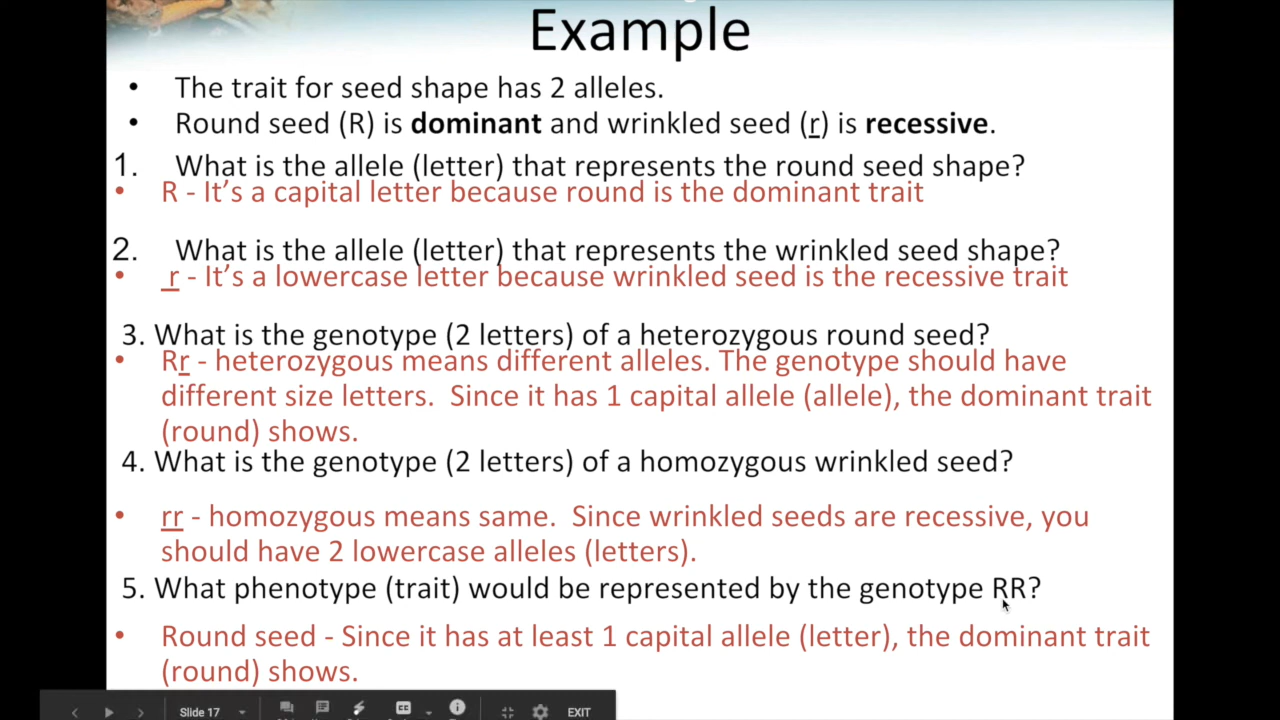 Example
• The trait for seed shape has 2 alleles.
• Round seed (R) is dominant and wrinkled seed (r) is recessive.
1. What is the allele (letter) that represents the round seed shape?
• R - It’s a capital letter because round is the dominant trait
2. What is the allele (letter) that represents the wrinkled seed shape?
• r - It’s a lowercase letter because wrinkled seed is the recessive trait
3. What is the genotype (2 letters) of a heterozygous round seed?
• Rr - heterozygous means different alleles. The genotype should have
different size letters.  Since it has 1 capital allele (allele), the dominant trait
(round) shows.
4. What is the genotype (2 letters) of a homozygous wrinkled seed?
• rr - homozygous means same.  Since wrinkled seeds are recessive, you
should have 2 lowercase alleles (letters).
5. What phenotype (trait) would be represented by the genotype RR?
• Round seed - Since it has at least 1 capital allele (letter), the dominant trait
(round) shows.
Slide 17 CC EXIT